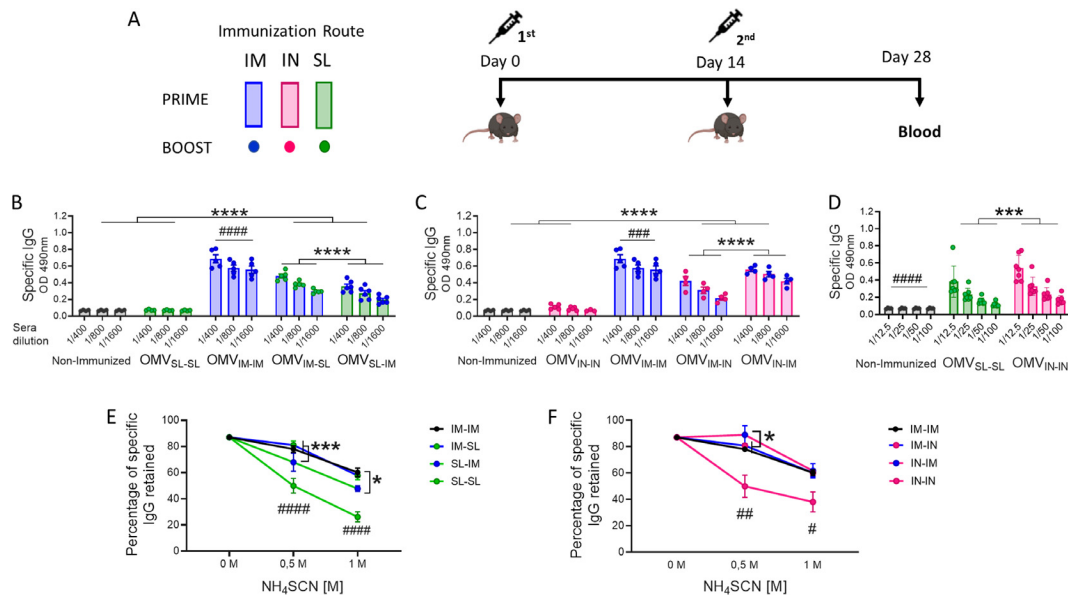 A
Immunization Route
IM IN SL
PRIME
BOOST
1st
Day 0
2nd
Day 14
Day 28
Blood
B
Specific IgG
OD 490nm
1.2
1.0
0.8
0.6
0.4
0.2
0.0
****
####
****
Sera
dilution
1/400 1/800 1/1600 1/400 1/800 1/1600 1/400 1/800 1/1600 1/400 1/800 1/1600 1/400 1/800 1/1600
Non-Immunized OMVSL-SL OMVIM-IM OMVIM-SL OMVSL-IM
C
Specific IgG
OD 490nm
1.2
1.0
0.8
0.6
0.4
0.2
0.0
****
###
****
1/400 1/800 1/1600 1/400 1/800 1/1600 1/400 1/800 1/1600 1/400 1/800 1/1600 1/400 1/800 1/1600
Non-Immunized OMVIN-IN OMVIM-IM OMVIM-IN OMVIN-IM
D
Specific IgG
OD 490nm
1.2
1.0
0.8
0.6
0.4
0.2
0.0
***
####
1/12.5 1/25 1/50 1/100 1/12.5 1/25 1/50 1/100 1/12.5 1/25 1/50 1/100
Non-Immunized OMVSL-SL OMVIN-IN
E
Percentage of specific
IgG retained
100
80
60
40
20
0
***
*
####
####
0 M 0,5 M 1 M
NH4SCN [M]
IM-IM
IM-SL
SL-IM
SL-SL
F
Percentage of specific
IgG retained
100
80
60
40
20
0
*
##
#
0 M 0,5 M 1 M
NH4SCN [M]
IM-IM
IM-IN
IN-IM
IN-IN